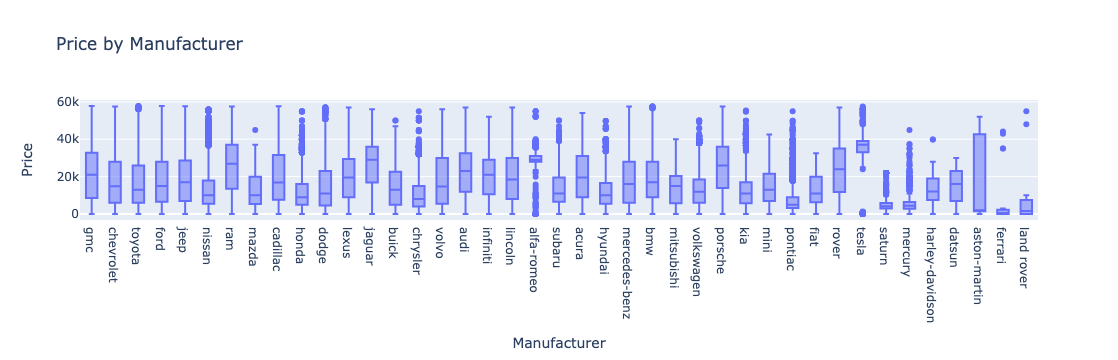 Price by Manufacturer
60k
40k
20k
0
Price
gmc
chevrolet
toyota
ford
jeep
nissan
ram
mazda
cadillac
honda
dodge
lexus
jaguar
buick
chrysler
volvo
audi
infiniti
lincoln
alfa-romeo
subaru
acura
hyundai
mercedes-benz
bmw
mitsubishi
volkswagen
porsche
kia
mini
pontiac
fiat
rover
tesla
saturn
mercury
harley-davidson
datsun
aston-martin
ferrari
land rover
Manufacturer